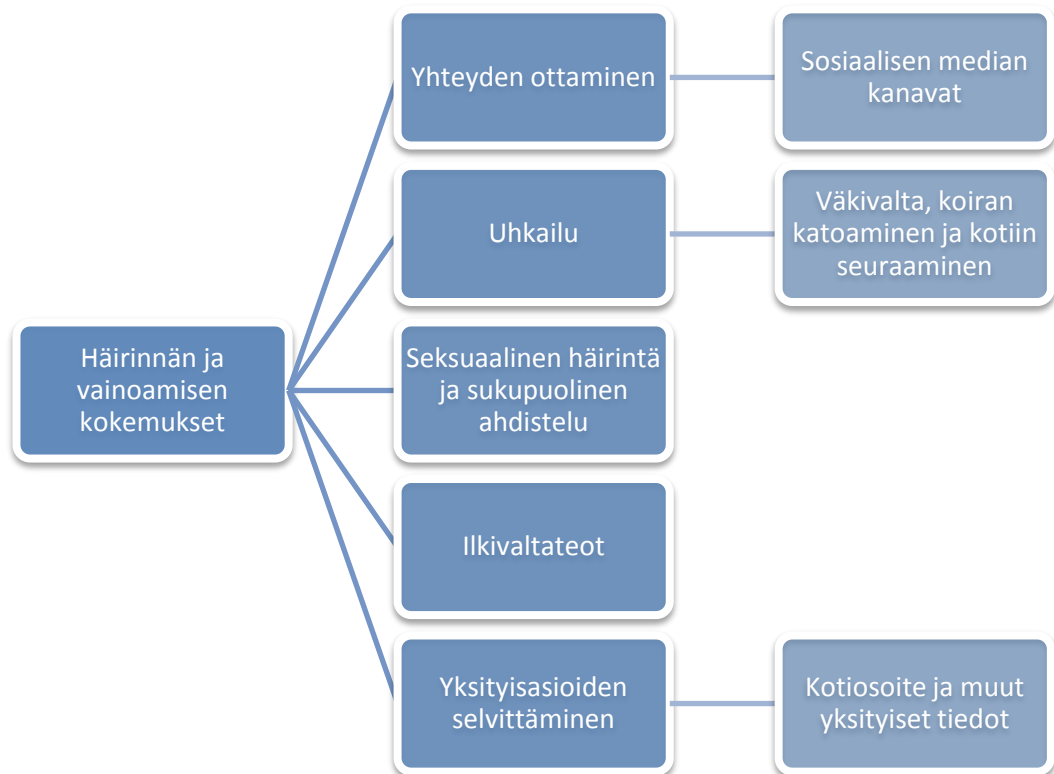 Häirinnän ja
vainoamisen
kokemukset
Yhteyden ottaminen
Sosiaalisen median
kanavat
Uhkailu
Väkivalta, koiran
katoaminen ja kotiin
seuraaminen
Seksuaalinen häirintä
ja sukupuolinen
ahdistelu
Ilkivaltateot
Yksityisasioiden
selvittäminen
Kotiosoite ja muut
yksityiset tiedot